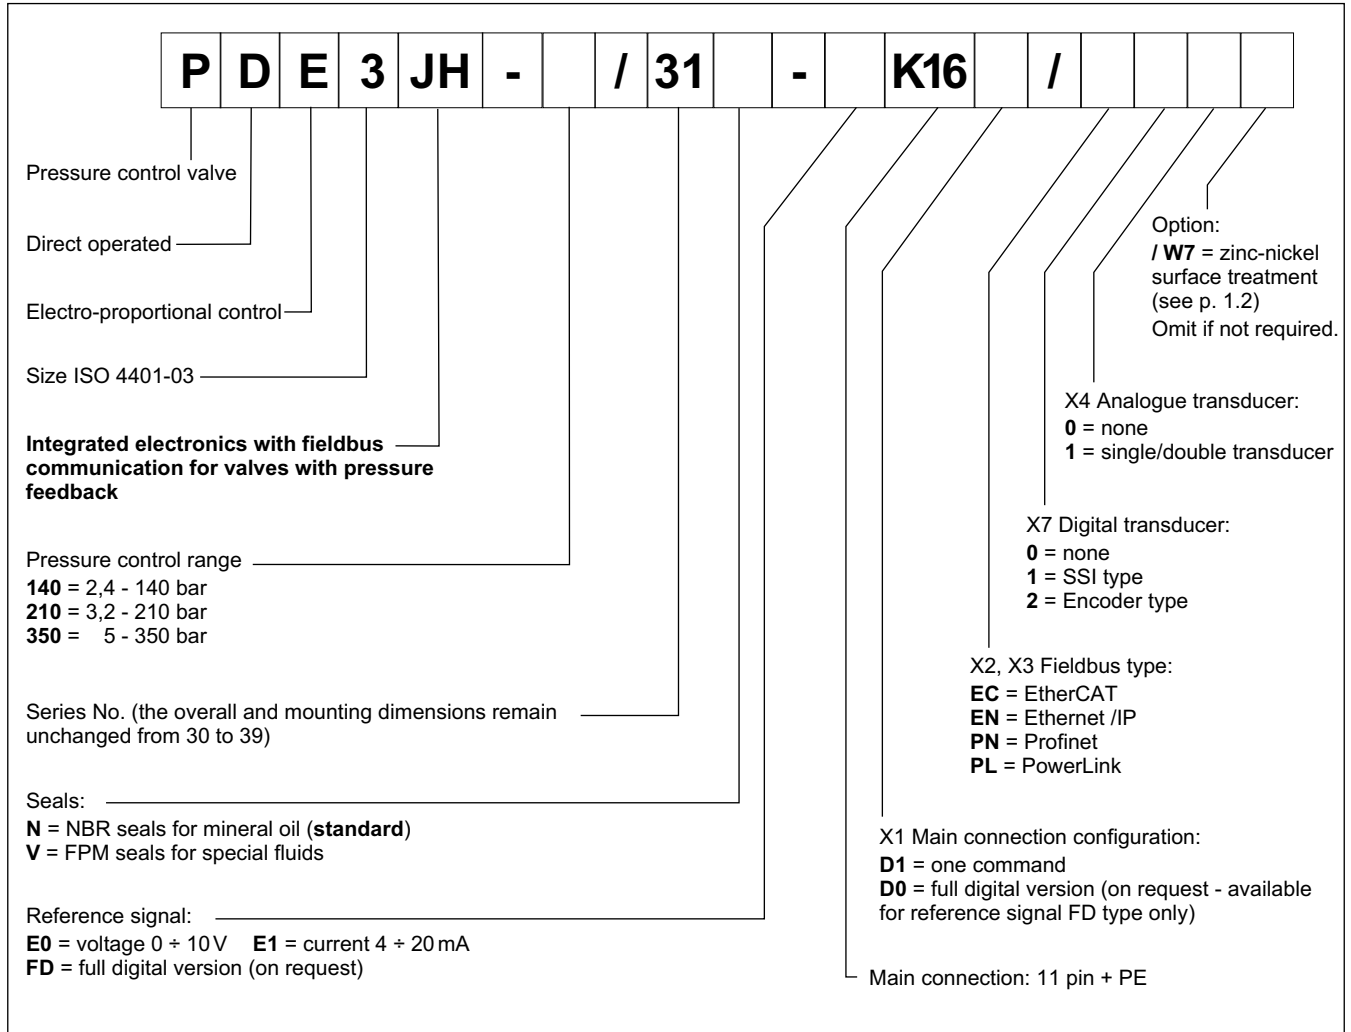 P D E 3 JH - / 31 - K16 /
Pressure control valve
Direct operated
Electro-proportional control
Size ISO 4401-03
Integrated electronics with fieldbus
communication for valves with pressure
feedback
Pressure control range
140 = 2,4 - 140 bar
210 = 3,2 - 210 bar
350 = 5 - 350 bar
Series No. (the overall and mounting dimensions remain
unchanged from 30 to 39)
Seals:
N = NBR seals for mineral oil (standard)
V = FPM seals for special fluids
Reference signal:
E0 = voltage 0 ÷ 10 V E1 = current 4 ÷ 20 mA
FD = full digital version (on request)
Option:
/ W7 = zinc-nickel
surface treatment
(see p. 1.2)
Omit if not required.
X4 Analogue transducer:
0 = none
1 = single/double transducer
X7 Digital transducer:
0 = none
1 = SSI type
2 = Encoder type
X2, X3 Fieldbus type:
EC = EtherCAT
EN = Ethernet /IP
PN = Profinet
PL = PowerLink
X1 Main connection configuration:
D1 = one command
D0 = full digital version (on request - available
for reference signal FD type only)
Main connection: 11 pin + PE